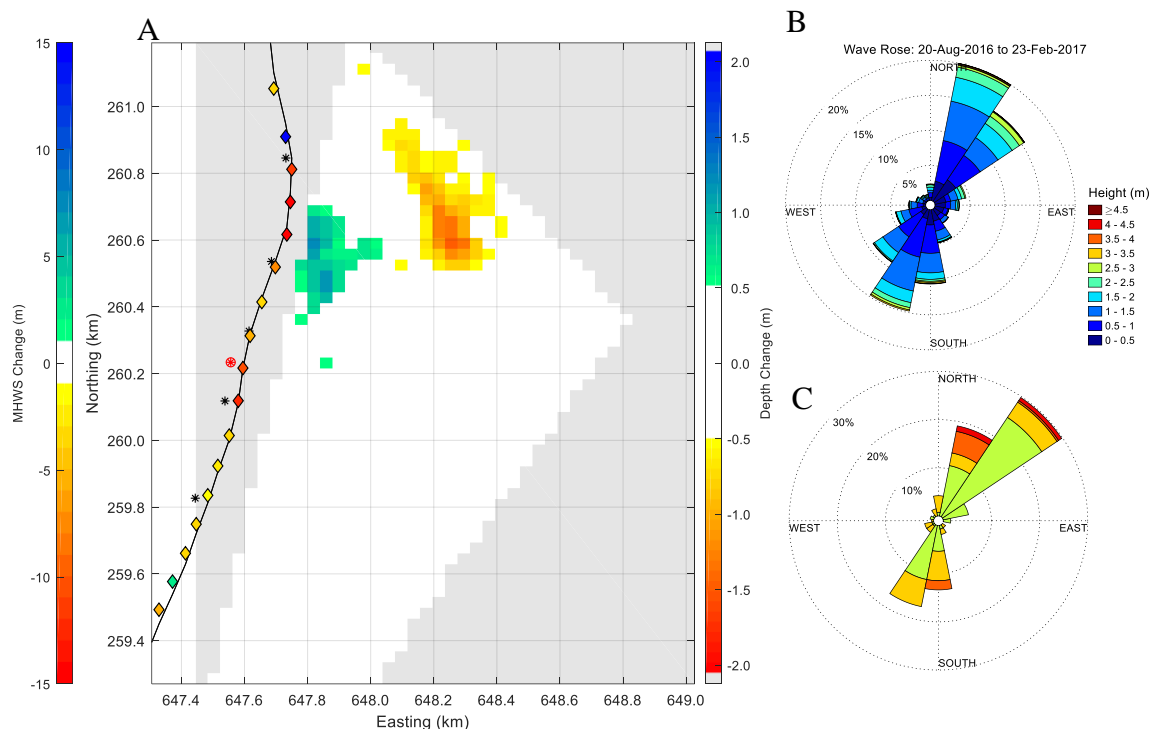 A
15
10
5
0
-5
-10
-15
MHWS Change (m)
Northing (km)
261.0
260.8
260.6
260.4
260.2
260.0
259.8
259.6
259.4
647.4 647.6 647.8 648.0 648.2 648.4 648.6 648.8 649.0
Easting (km)
2.0
1.5
1.0
0.5
0.0
-0.5
-1.0
-1.5
-2.0
Depth Change (m)
B
Wave Rose: 20-Aug-2016 to 23-Feb-2017
NORTH
20%
15%
10%
5%
WEST
EAST
SOUTH
Height (m)
≥4.5
4 - 4.5
3.5 - 4
3 - 3.5
2.5 - 3
2 - 2.5
1.5 - 2
1 - 1.5
0.5 - 1
0 - 0.5
C
NORTH
30%
20%
10%
WEST
EAST
SOUTH